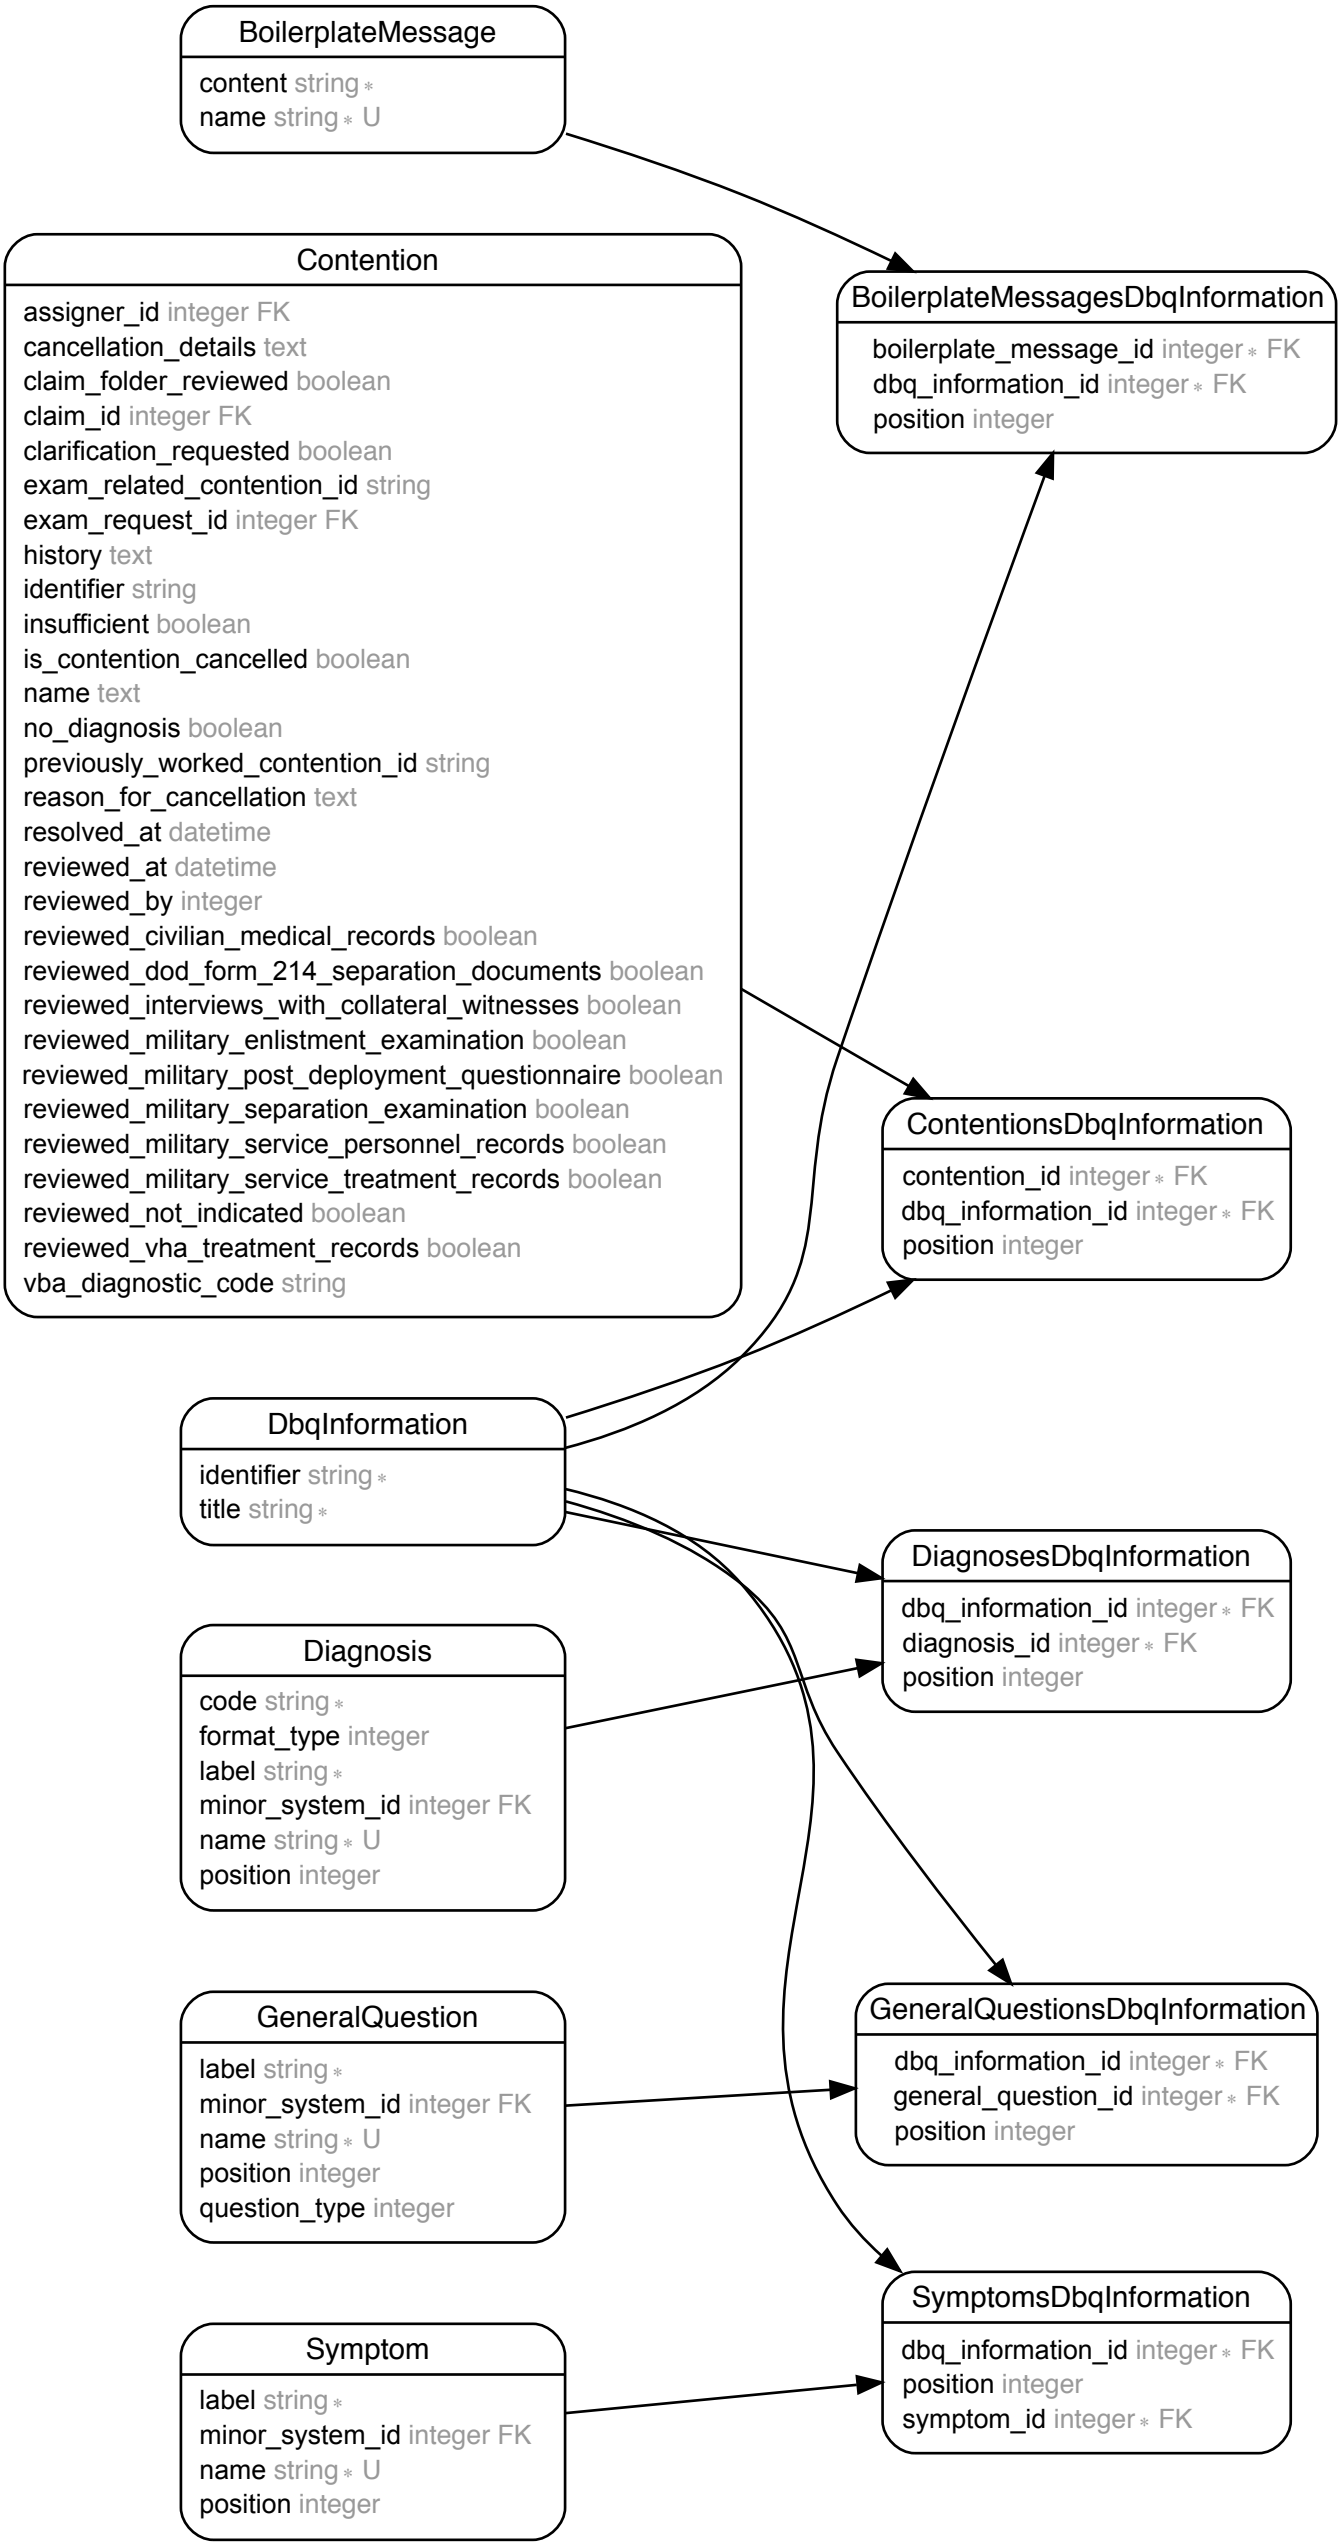 BoilerplateMessage
content string *
name string * U
Contention
assigner_id integer FK
cancellation_details text
claim_folder_reviewed boolean
claim_id integer FK
clarification_requested boolean
exam_related_contention_id string
exam_request_id integer FK
history text
identifier string
insufficient boolean
is_contention_cancelled boolean
name text
no_diagnosis boolean
previously_worked_contention_id string
reason_for_cancellation text
resolved_at datetime
reviewed_at datetime
reviewed_by integer
reviewed_civilian_medical_records boolean
reviewed_dod_form_214_separation_documents boolean
reviewed_interviews_with_collateral_witnesses boolean
reviewed_military_enlistment_examination boolean
reviewed_military_post_deployment_questionnaire boolean
reviewed_military_separation_examination boolean
reviewed_military_service_personnel_records boolean
reviewed_military_service_treatment_records boolean
reviewed_not_indicated boolean
reviewed_vha_treatment_records boolean
vba_diagnostic_code string
BoilerplateMessagesDbqInformation
boilerplate_message_id integer * FK
dbq_information_id integer * FK
position integer
ContentionsDbqInformation
contention_id integer * FK
dbq_information_id integer * FK
position integer
DbqInformation
identifier string *
title string *
DiagnosesDbqInformation
dbq_information_id integer * FK
diagnosis_id integer * FK
position integer
Diagnosis
code string *
format_type integer
label string *
minor_system_id integer FK
name string * U
position integer
GeneralQuestion
label string *
minor_system_id integer FK
name string * U
position integer
question_type integer
GeneralQuestionsDbqInformation
dbq_information_id integer * FK
general_question_id integer * FK
position integer
SymptomsDbqInformation
dbq_information_id integer * FK
position integer
symptom_id integer * FK
Symptom
label string *
minor_system_id integer FK
name string * U
position integer